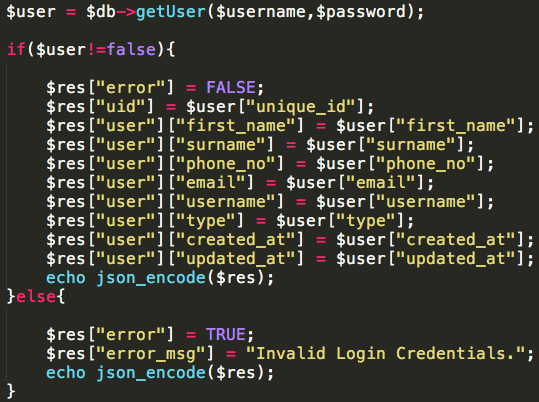 $user = $db->getUser($username,$password);
if($user!=false){
$res["error"] = FALSE;
$res["uid"] = $user["unique_id"];
$res["user"]["first_name"] = $user["first_name"];
$res["user"]["surname"] = $user["surname"];
$res["user"]["phone_no"] = $user["phone_no"];
$res["user"]["email"] = $user["email"];
$res["user"]["username"] = $user["username"];
$res["user"]["type"] = $user["type"];
$res["user"]["created_at"] = $user["created_at"];
$res["user"]["updated_at"] = $user["updated_at"];
echo json_encode($res);
}else{
$res["error"] = TRUE;
$res["error_msg"] = "Invalid Login Credentials.";
echo json_encode($res);
}